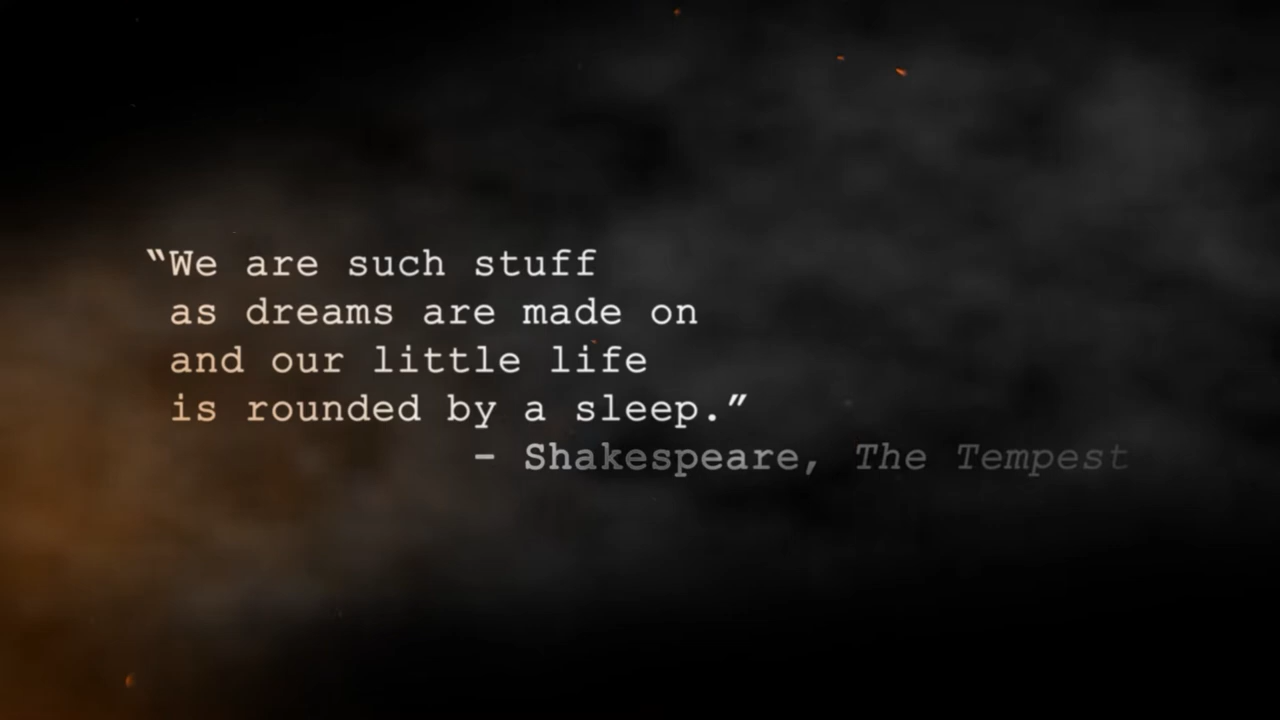 “We are such stuff
as dreams are made on
and our little life
is rounded by a sleep.”
– Shakespeare, The Tempest